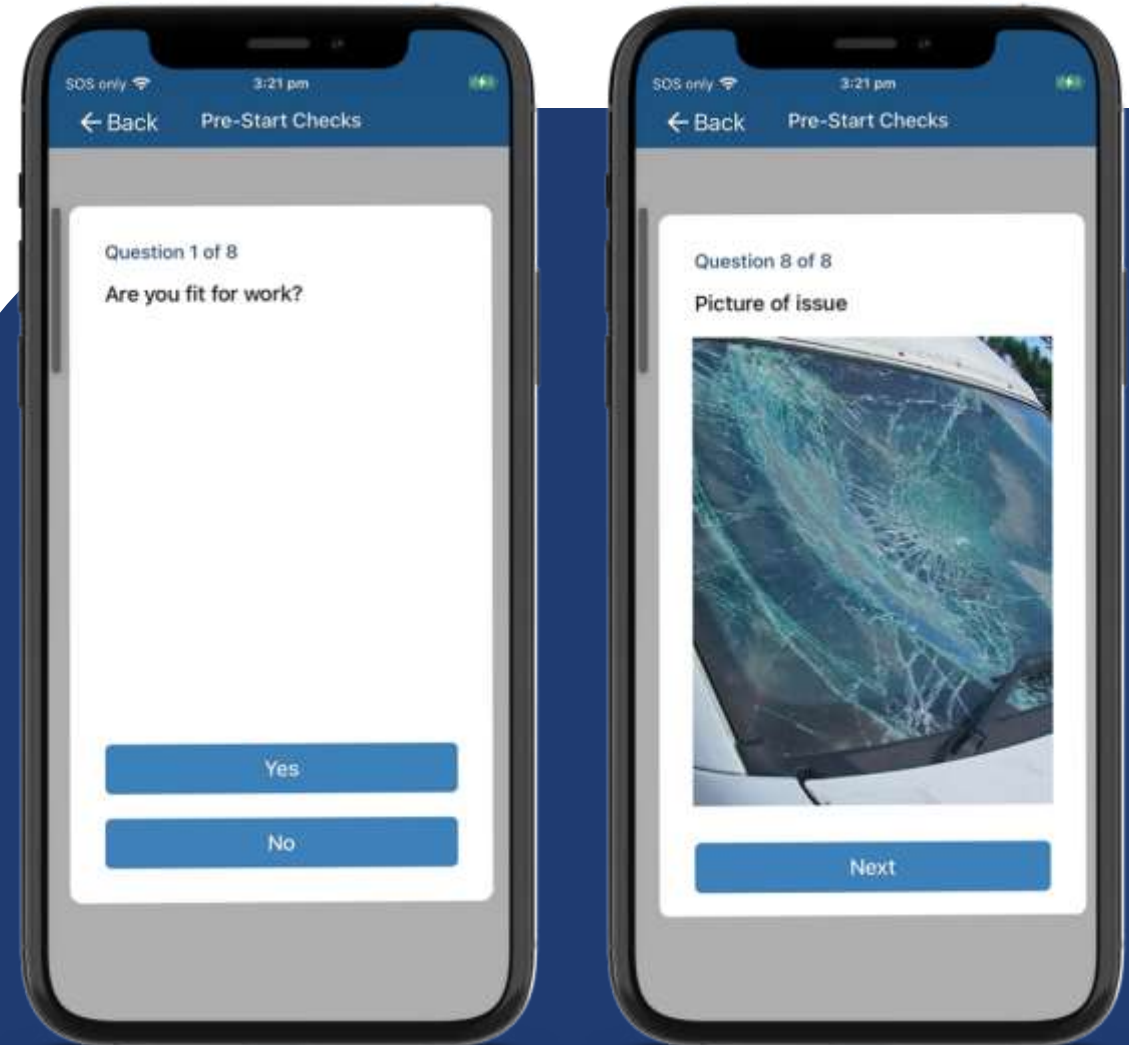 SOS only 3:21 pm
← Back Pre-Start Checks
Question 1 of 8
Are you fit for work?
Yes
No
SOS only 3:21 pm
← Back Pre-Start Checks
Question 8 of 8
Picture of issue
Next